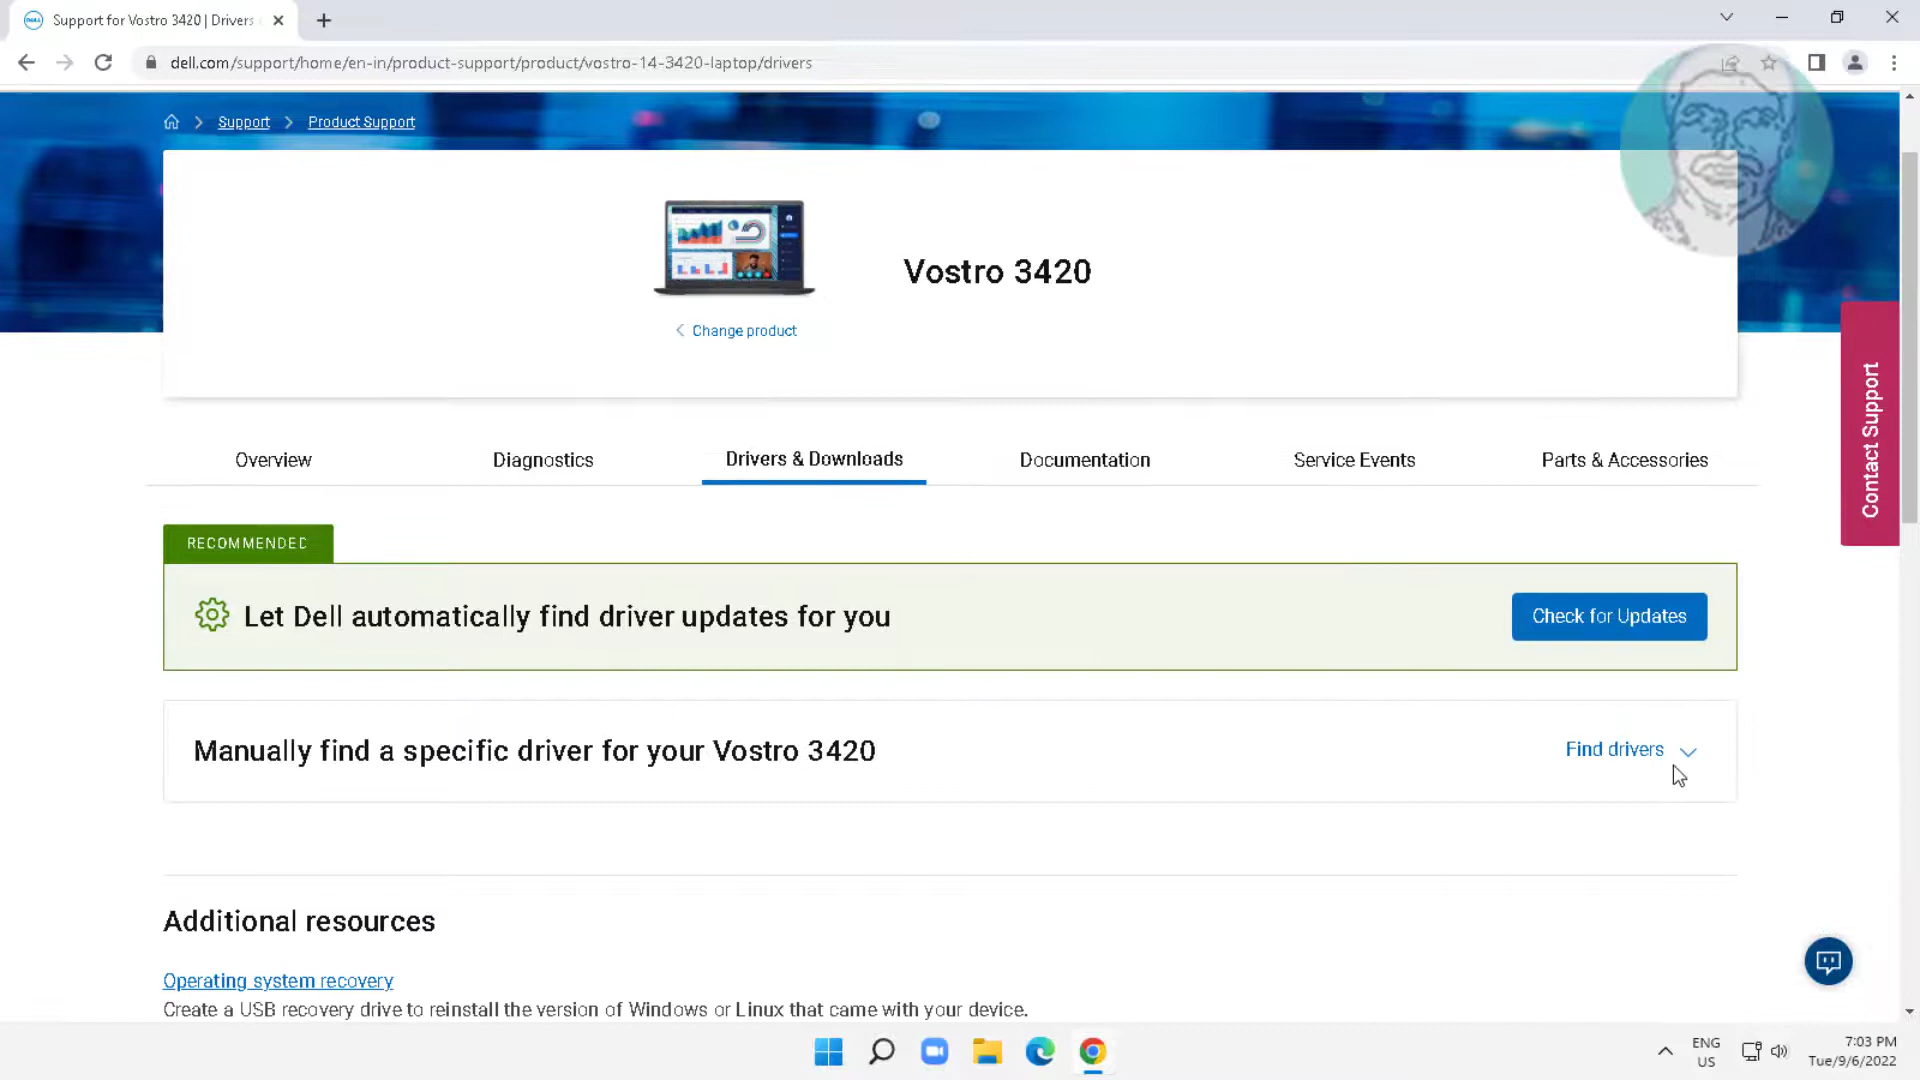 Support for Vostro 3420 | Drivers
dell.com/support/home/en-in/product-support/product/vostro-14-3420-laptop/drivers
Support
Product Support
Vostro 3420
Change product
Contact Support
Overview
Diagnostics
Drivers & Downloads
Documentation
Service Events
Parts & Accessories
RECOMMENDED
Let Dell automatically find driver updates for you
Check for Updates
Manually find a specific driver for your Vostro 3420
Find drivers
Additional resources
Operating system recovery
Create a USB recovery drive to reinstall the version of Windows or Linux that came with your device.
ENG
US
7:03 PM
Tue/9/6/2022